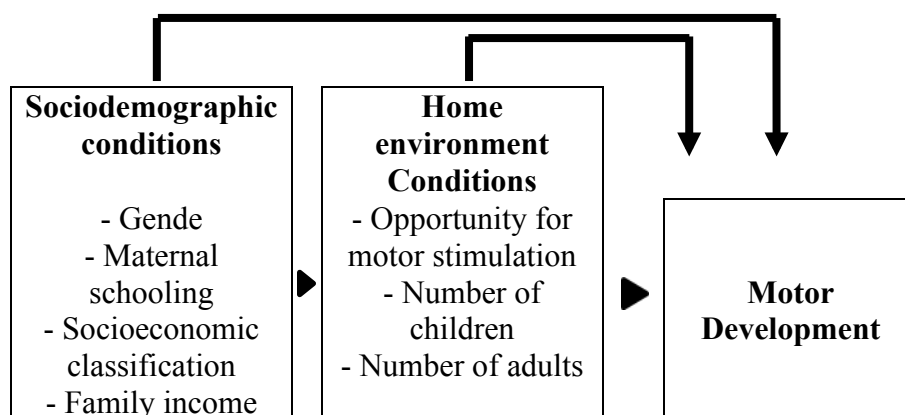 Sociodemographic
conditions
- Gende
- Maternal
schooling
- Socioeconomic
classification
- Family income
Home
environment
Conditions
- Opportunity for
motor stimulation
- Number of
children
- Number of adults
Motor
Development